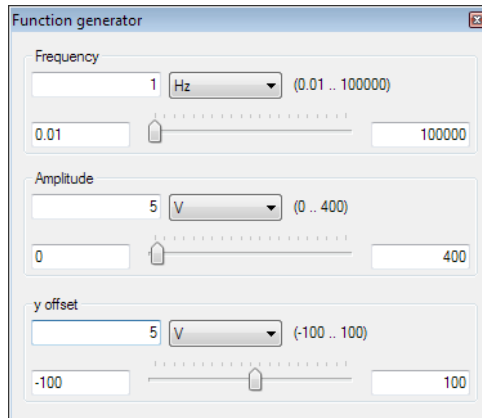 Function generator
Frequency
1 Hz (0.01 .. 100000)
0.01 100000
Amplitude
5 V (0 .. 400)
0 400
y offset
5 V (-100 .. 100)
-100 100